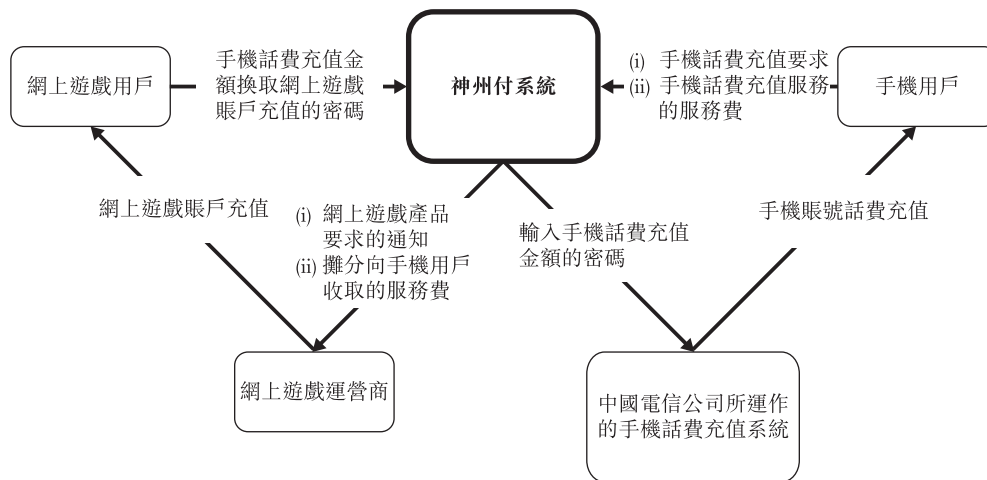 網上遊戲用戶
手機話費充值金
額換取網上遊戲
賬戶充值的密碼
神州付系統
(i) 手機話費充值要求
(ii) 手機話費充值服務
的服務費
手機用戶
網上遊戲賬戶充值
(i) 網上遊戲產品
要求的通知
(ii) 攤分向手機用戶
收取的服務費
輸入手機話費充值
金額的密碼
手機賬號話費充值
網上遊戲運營商
中國電信公司所運作
的手機話費充值系統